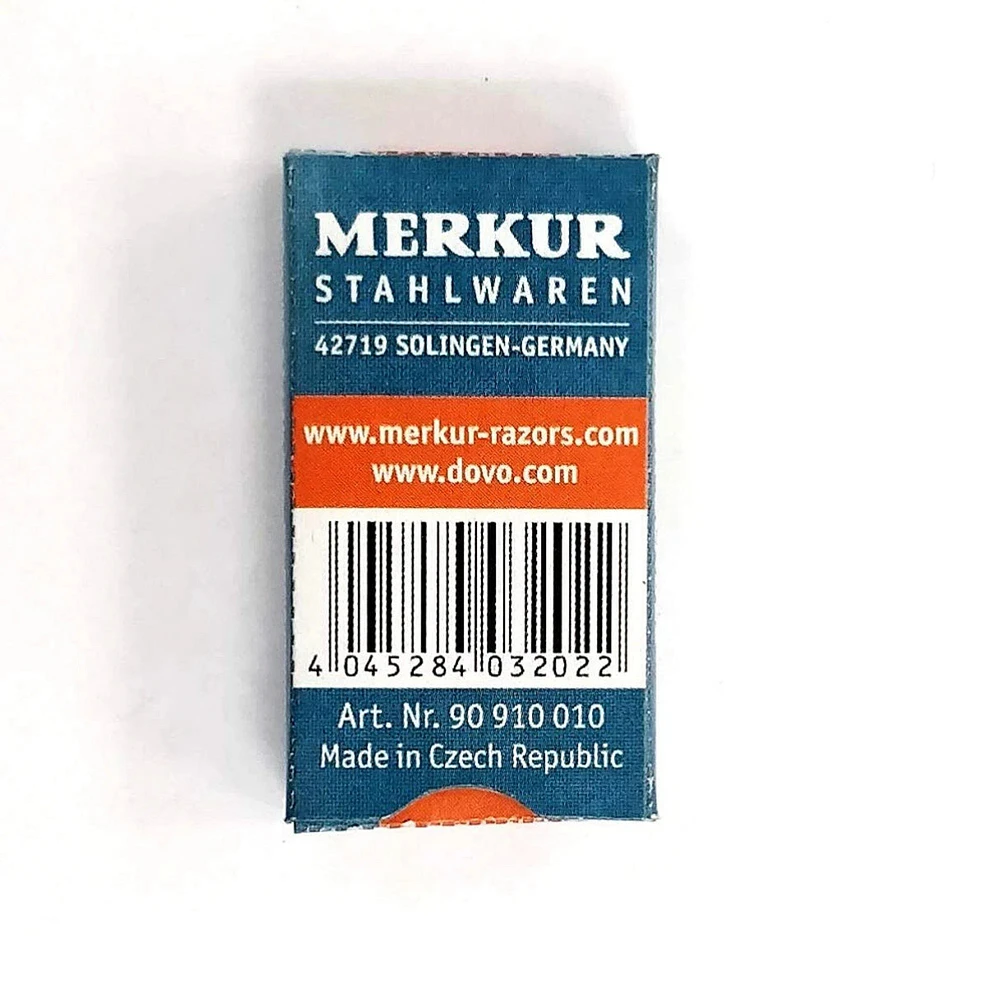 MERKUR
STAHLWAREN
42719 SOLINGEN-GERMANY
www.merkur-razors.com
www.dovo.com
4 045284 032022
Art. Nr. 90 910 010
Made in Czech Republic